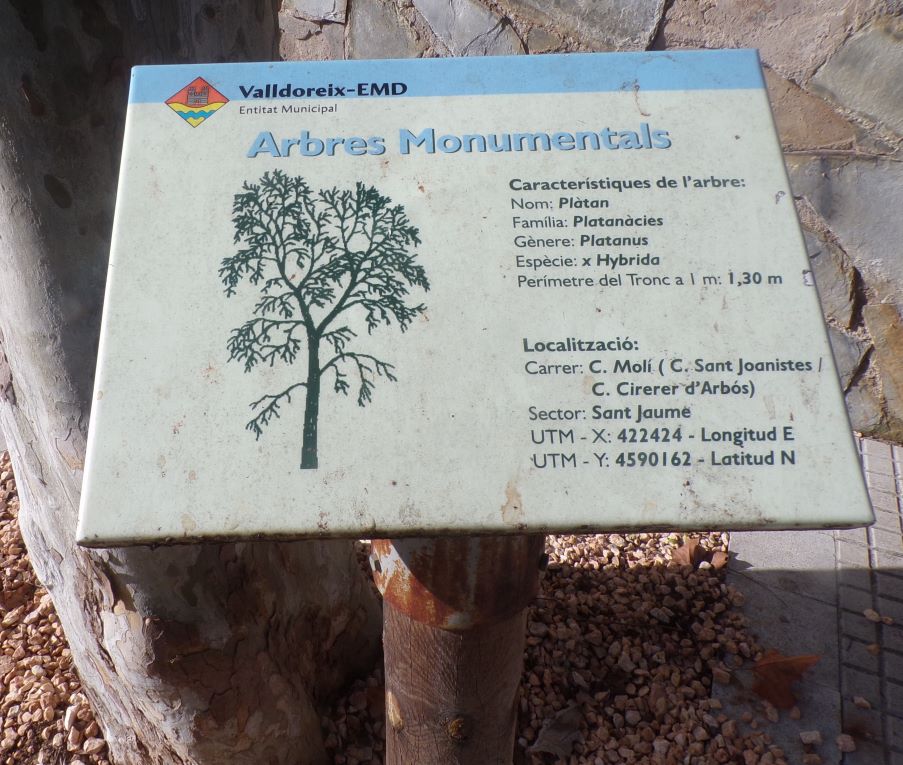 Valldoreix-EMD
Entitat Municipal
Arbres Monumentals
Característiques de l'arbre:
Nom: Plàtan
Família: Platanàcies
Gènere: Platanus
Espècie: x Hybrida
Perímetre del Tronc a 1 m: 1,30 m
Localització:
Carrer: C. Molí ( C. Sant Joanistes /
C. Cirerer d'Arbós)
Sector: Sant Jaume
UTM - X: 422424 - Longitud E
UTM - Y: 4590162 - Latitud N